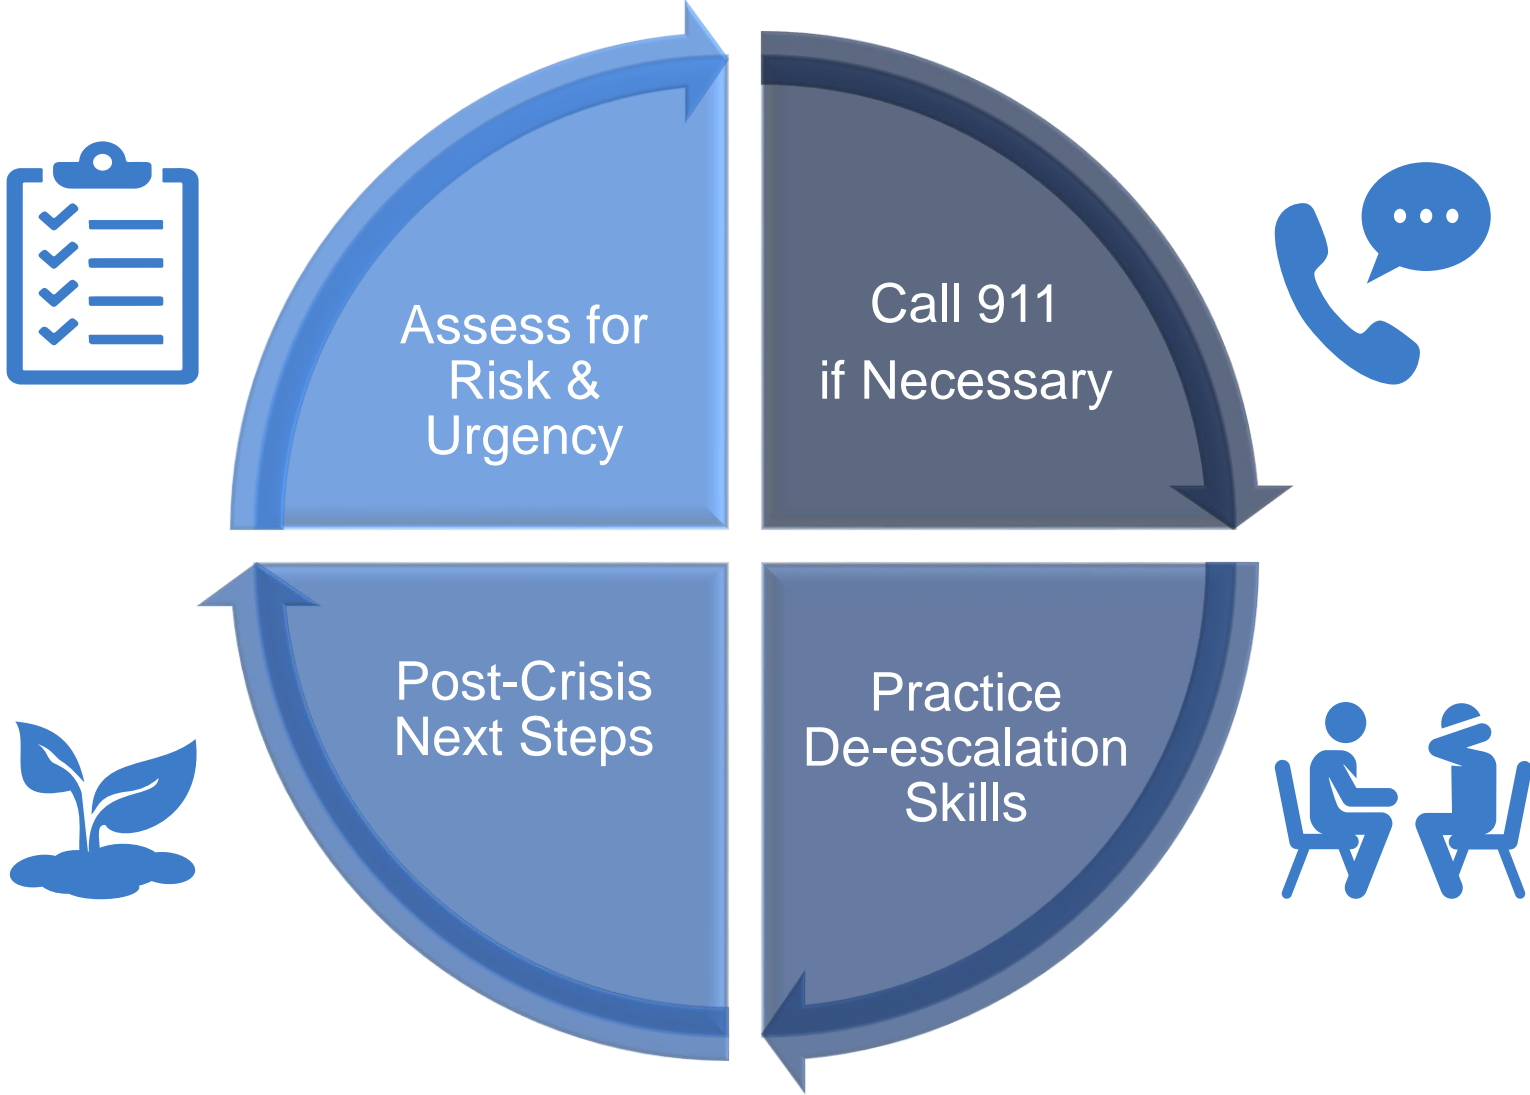 Assess for
Risk &
Urgency
Call 911
if Necessary
Practice
De-escalation
Skills
Post-Crisis
Next Steps